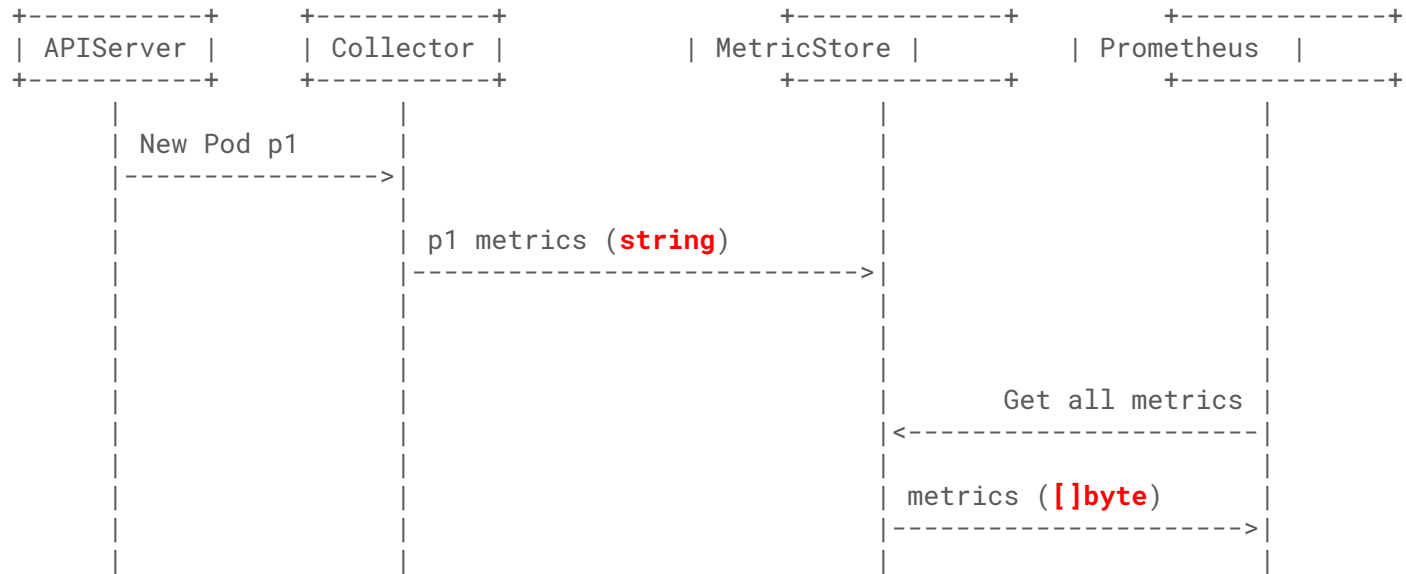 APIServer Collector MetricStore Prometheus
New Pod p1
p1 metrics (string)
Get all metrics
metrics ([]byte)